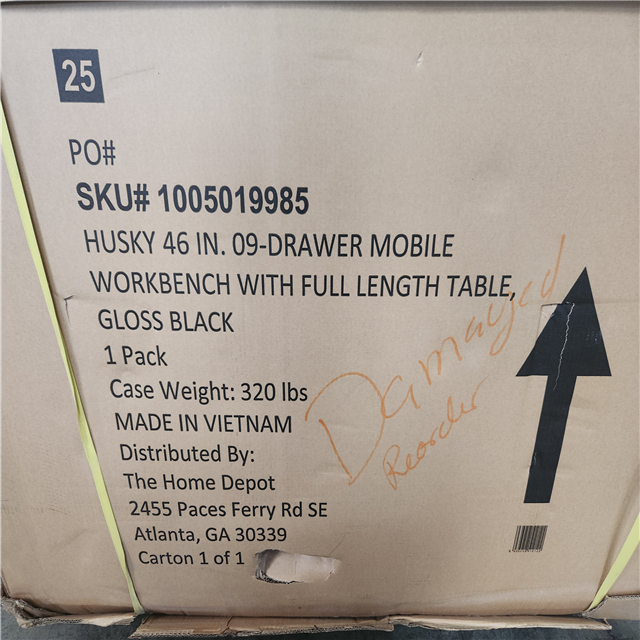 25
PO#
SKU# 1005019985
HUSKY 46 IN. 09-DRAWER MOBILE
WORKBENCH WITH FULL LENGTH TABLE,
GLOSS BLACK
1 Pack
Case Weight: 320 lbs
MADE IN VIETNAM
Distributed By:
The Home Depot
2455 Paces Ferry Rd SE
Atlanta, GA 30339
Carton 1 of 1
Damaged
Reorder